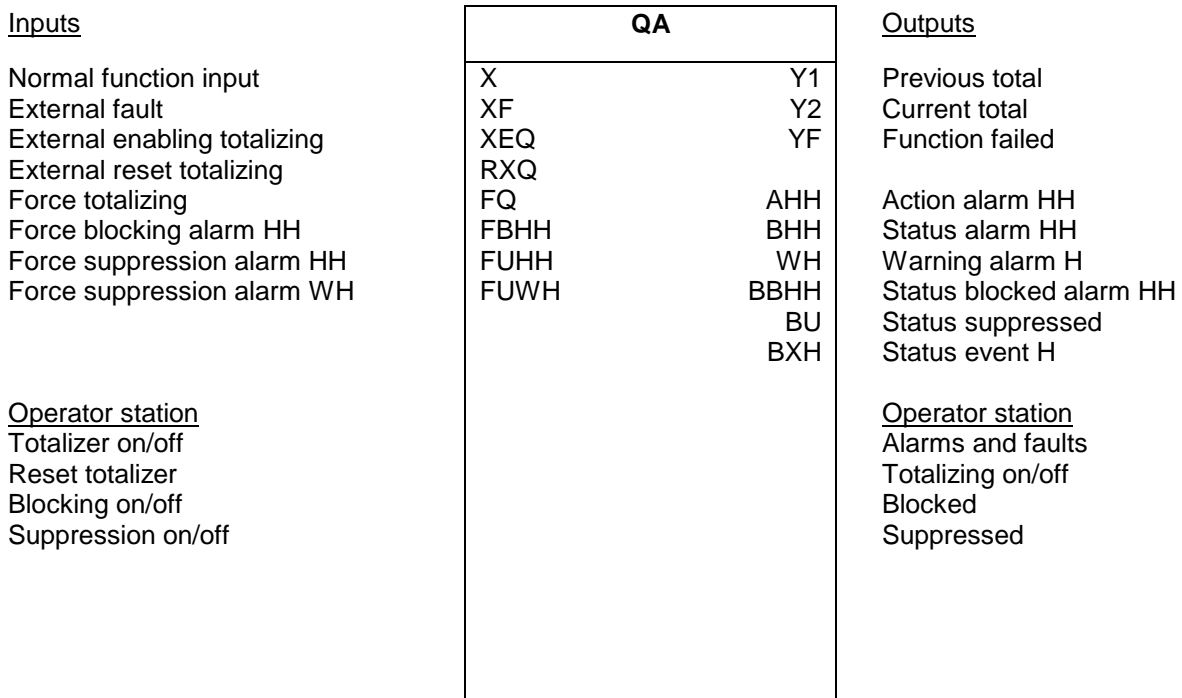 Inputs QA Outputs
Normal function input X Y1 Previous total
External fault XF Y2 Current total
External enabling totalizing XEQ YF Function failed
External reset totalizing RXQ
Force totalizing FQ AHH Action alarm HH
Force blocking alarm HH FBHH BHH Status alarm HH
Force suppression alarm HH FUHH WH Warning alarm H
Force suppression alarm WH FUWH BBHH Status blocked alarm HH
BU Status suppressed
BXH Status event H
Operator station Operator station
Totalizer on/off Alarms and faults
Reset totalizer Totalizing on/off
Blocking on/off Blocked
Suppression on/off Suppressed